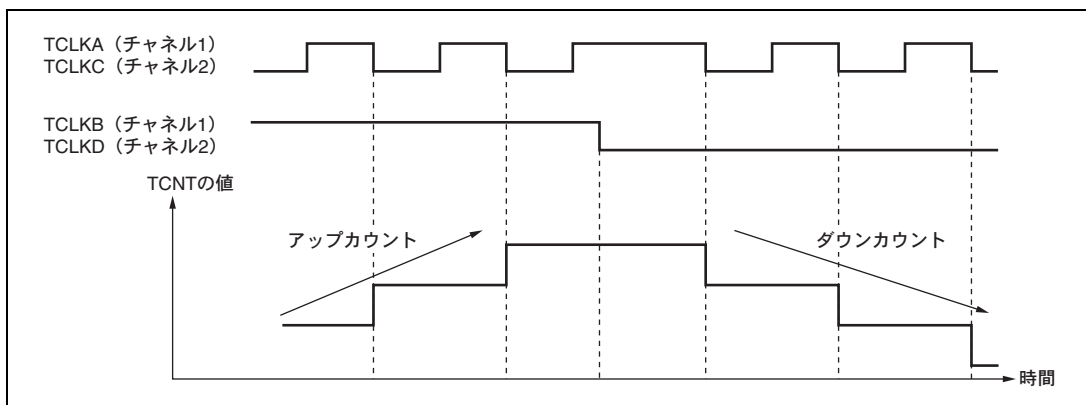 TCLKA（チャネル1）
TCLKC（チャネル2）
TCLKB（チャネル1）
TCLKD（チャネル2）
TCNTの値
アップカウント
ダウンカウント
時間